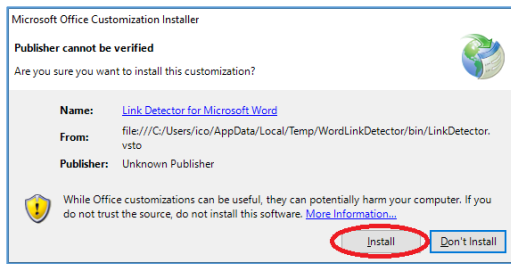 Microsoft Office Customization Installer
Publisher cannot be verified
Are you sure you want to install this customization?
Name: Link Detector for Microsoft Word
From: file:///C:/Users/ico/AppData/Local/Temp/WordLinkDetector/bin/LinkDetector.
vsto
Publisher: Unknown Publisher
While Office customizations can be useful, they can potentially harm your computer. If you
do not trust the source, do not install this software. More Information...
Install Don't Install